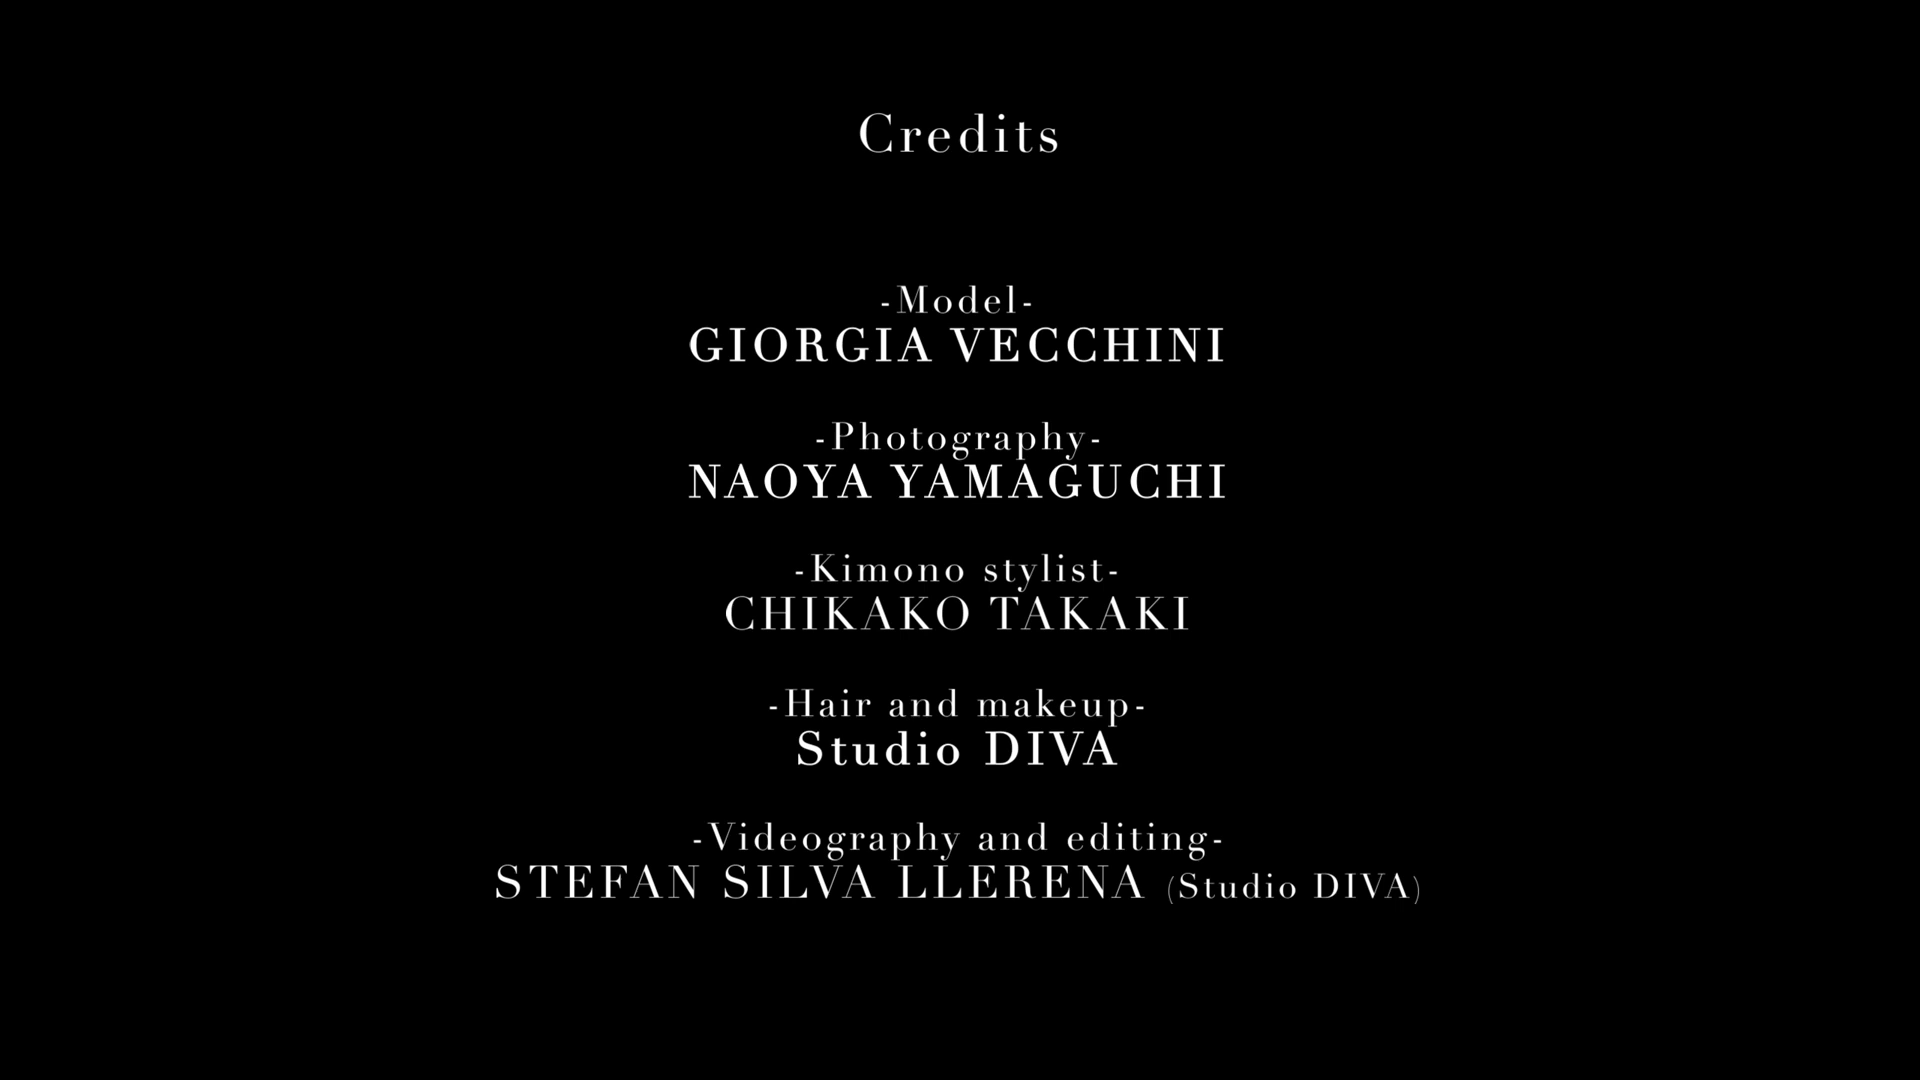 Credits
-Model-
GIORGIA VECCHINI
-Photography-
NAOYA YAMAGUCHI
-Kimono stylist-
CHIKAKO TAKAKI
-Hair and makeup-
Studio DIVA
-Videography and editing-
STEFAN SILVA LLERENA (Studio DIVA)